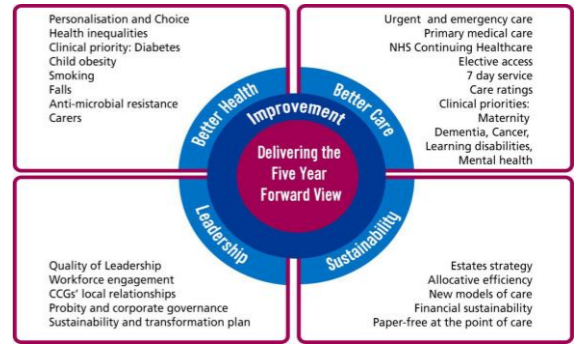 Personalisation and Choice
Health inequalities
Clinical priority: Diabetes
Child obesity
Smoking
Falls
Anti-microbial resistance
Carers
Urgent and emergency care
Primary medical care
NHS Continuing Healthcare
Elective access
7 day service
Care ratings
Clinical priorities:
Maternity
Dementia, Cancer,
Learning disabilities,
Mental health
Better Health
Better Care
Improvement
Delivering the
Five Year
Forward View
Leadership
Sustainability
Quality of Leadership
Workforce engagement
CCGs' local relationships
Probity and corporate governance
Sustainability and transformation plan
Estates strategy
Allocative efficiency
New models of care
Financial sustainability
Paper-free at the point of care